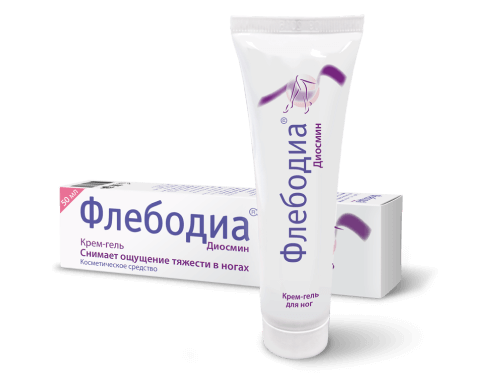 50 мл
Флебодиа®
Диосмин
Крем-гель
Снимает ощущение тяжести в ногах
Косметическое средство
Флебодиа®
Диосмин
Крем-гель
для ног